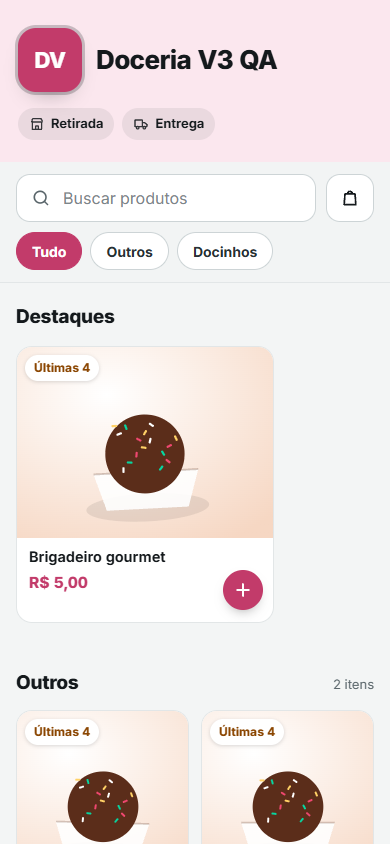 DV
Doceria V3 QA
Retirada
Entrega
Buscar produtos
Tudo
Outros
Docinhos
Destaques
Últimas 4
Brigadeiro gourmet
R$ 5,00
Outros
2 itens
Últimas 4
Últimas 4